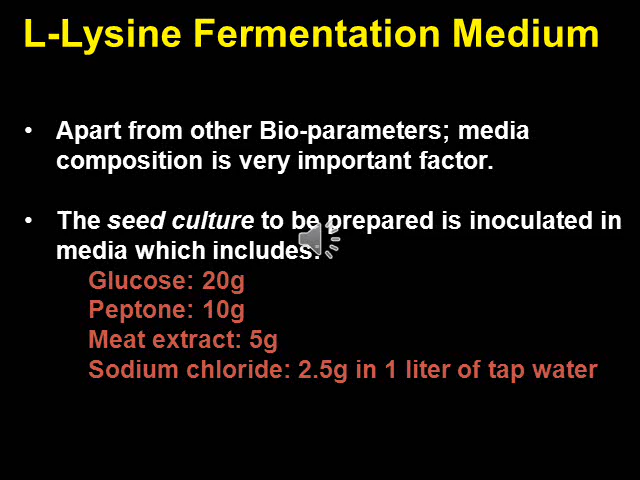 L-Lysine Fermentation Medium
• Apart from other Bio-parameters; media
composition is very important factor.
• The seed culture to be prepared is inoculated in
media which includes:
Glucose: 20g
Peptone: 10g
Meat extract: 5g
Sodium chloride: 2.5g in 1 liter of tap water